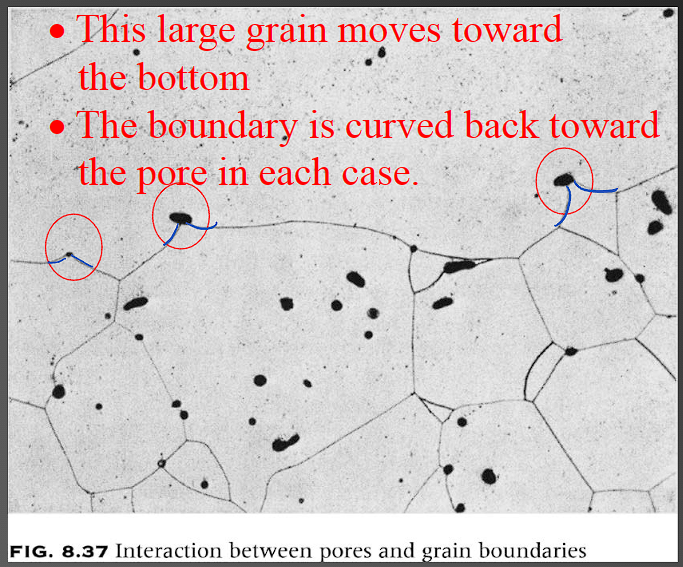 • This large grain moves toward
the bottom
• The boundary is curved back toward
the pore in each case.
FIG. 8.37 Interaction between pores and grain boundaries